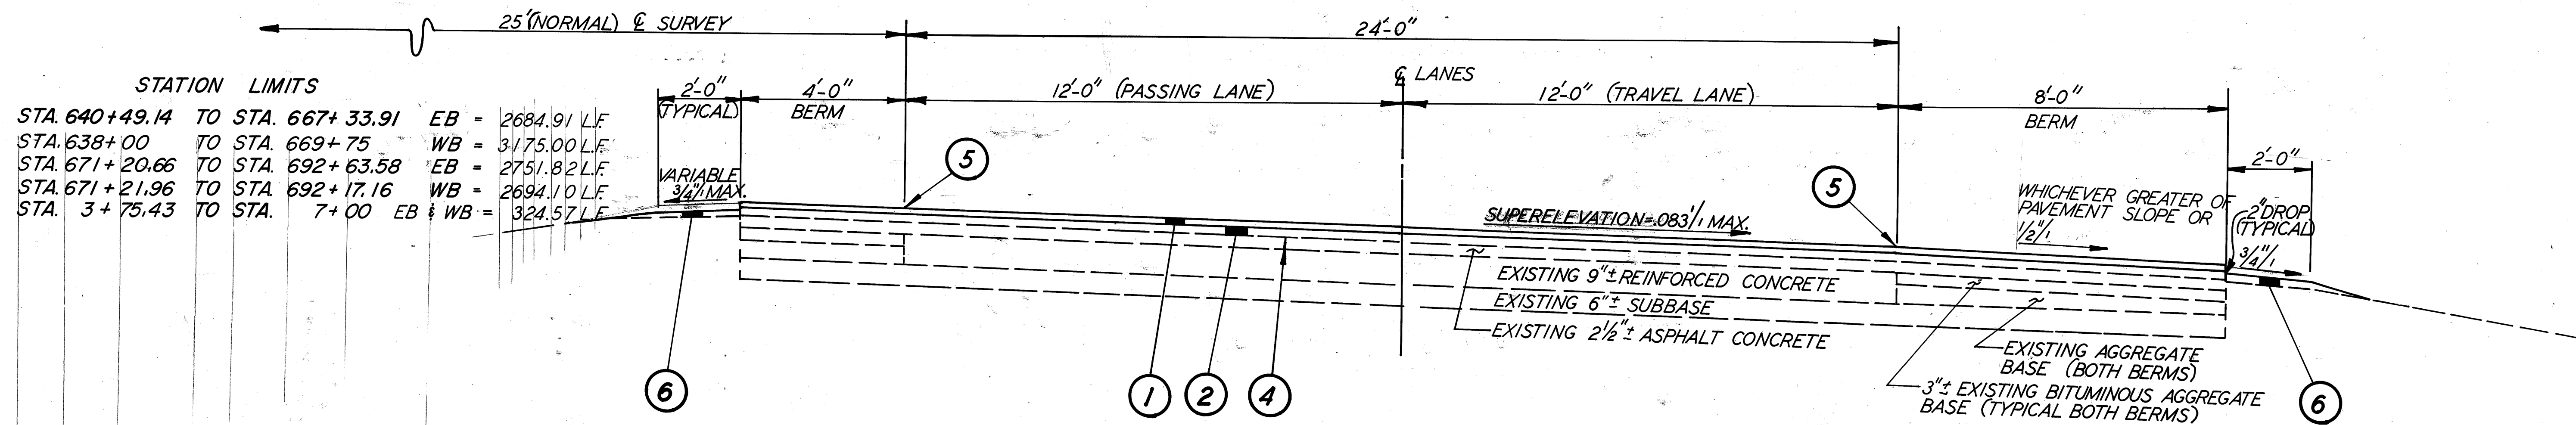 25'(NORMAL) ℄ SURVEY
24'-0"
STATION LIMITS
STA. 640+49.14 TO STA. 667+33.91 EB = 2684.91 L.F.
STA. 638+00 TO STA. 669+75 WB = 3175.00 L.F.
STA. 671+20.66 TO STA. 692+63.58 EB = 2751.82 L.F.
STA. 671+21.96 TO STA. 692+17.16 WB = 2694.10 L.F.
STA. 3+75.43 TO STA. 7+00 EB & WB = 324.57 L.F.
2'-0"
(TYPICAL)
4'-0"
BERM
12'-0" (PASSING LANE)
℄ LANES
12'-0" (TRAVEL LANE)
8'-0"
BERM
2'-0"
VARIABLE
3/4"/1 MAX.
5
5
SUPERELEVATION=.083'/1 MAX.
WHICHEVER GREATER OF
PAVEMENT SLOPE OR
1/2"/1
2" DROP
(TYPICAL)
3/4"/1
EXISTING 9"± REINFORCED CONCRETE
EXISTING 6"± SUBBASE
EXISTING 2 1/2"± ASPHALT CONCRETE
EXISTING AGGREGATE
BASE (BOTH BERMS)
3"± EXISTING BITUMINOUS AGGREGATE
BASE (TYPICAL BOTH BERMS)
6
1
2
4
6